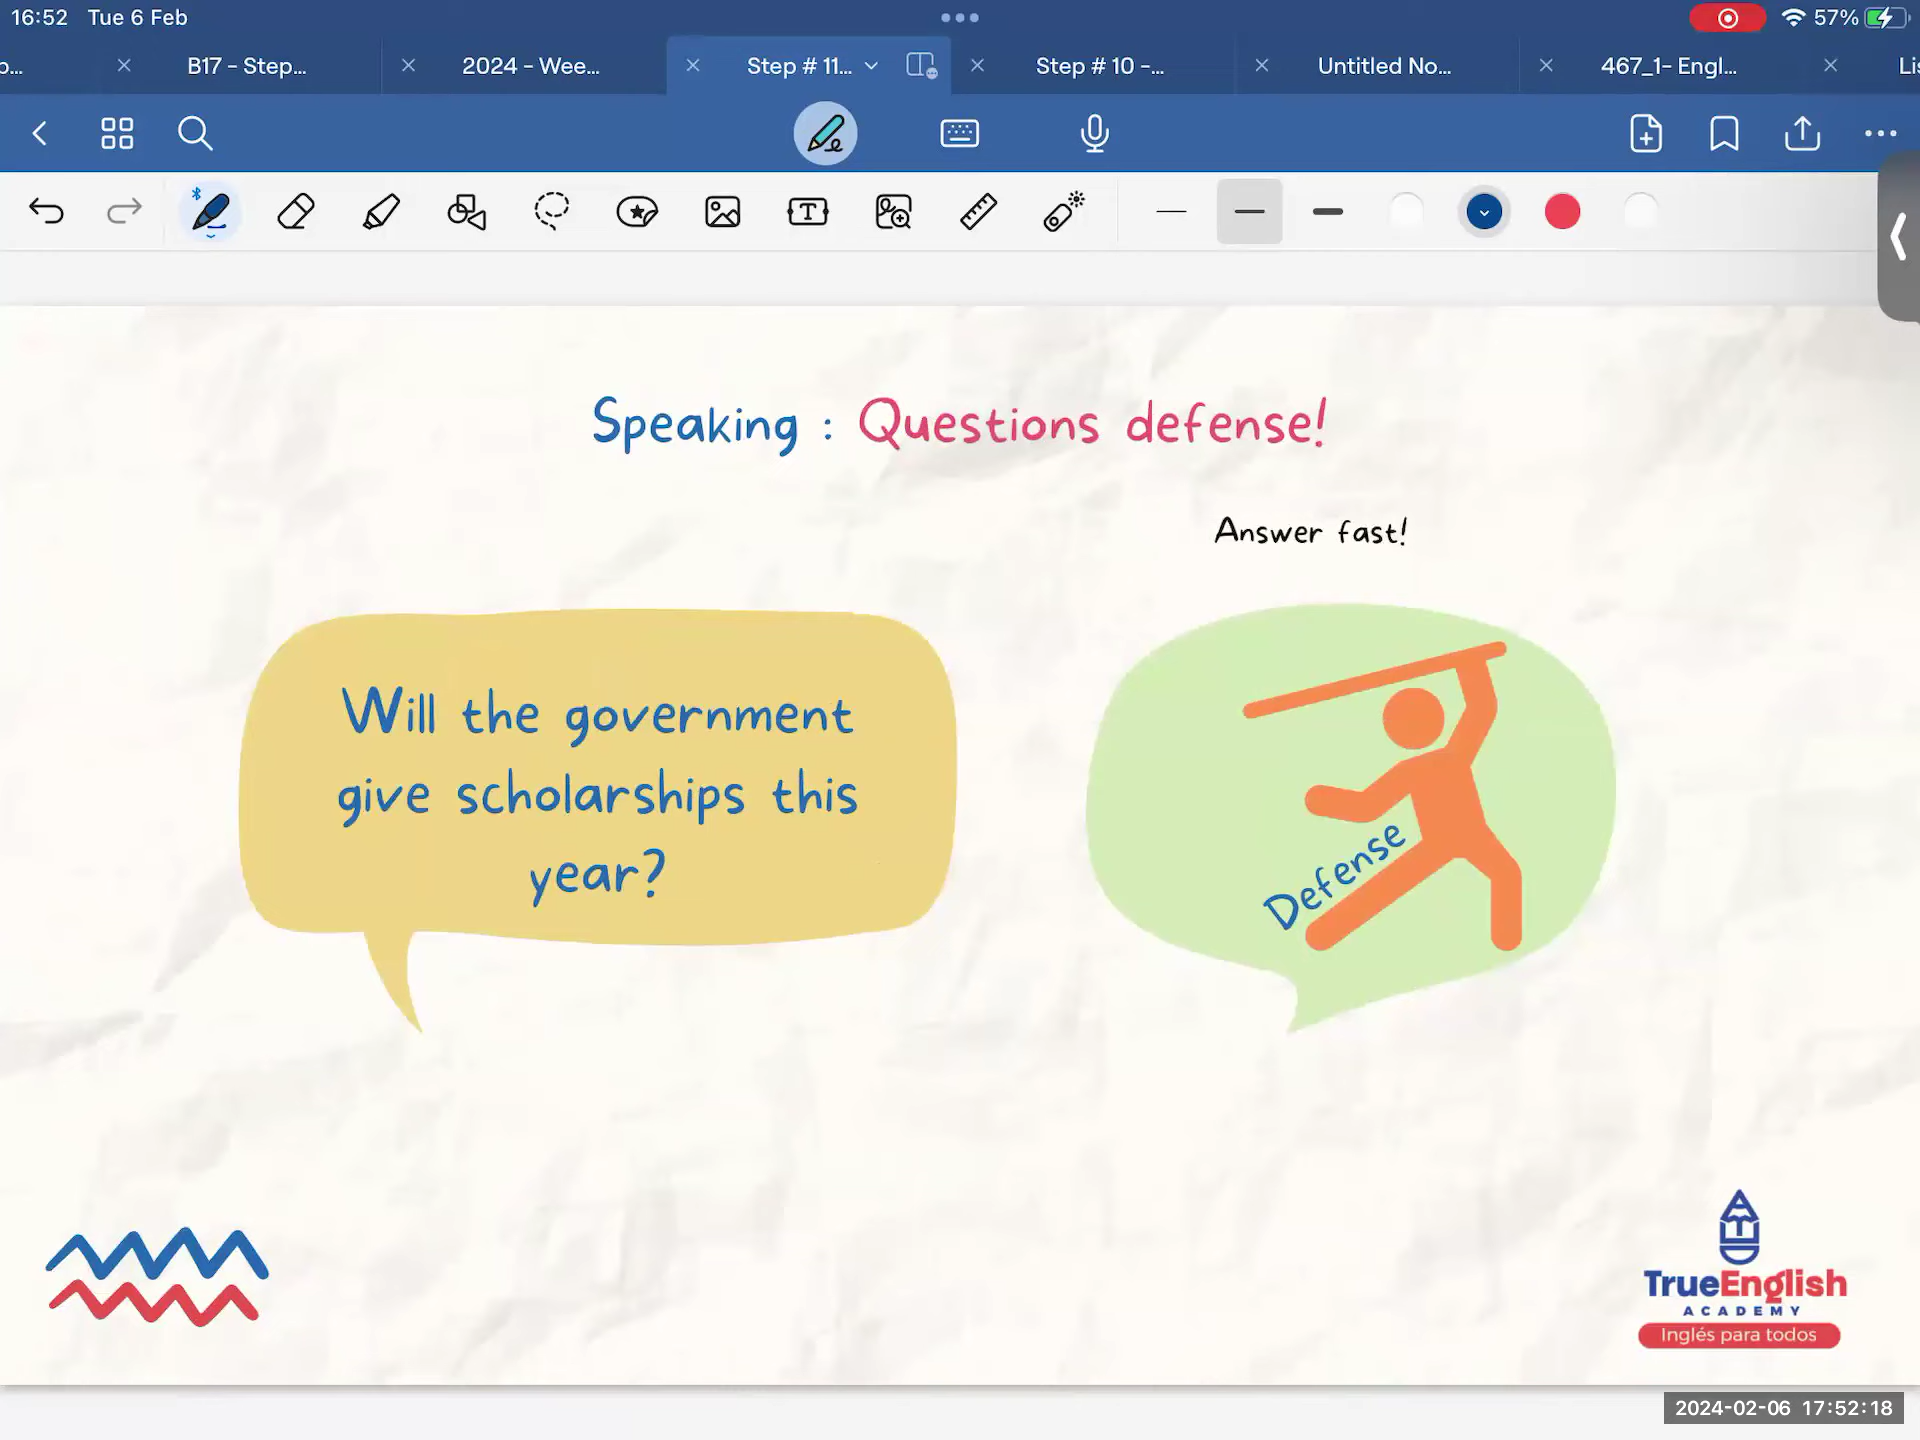 16:52 Tue 6 Feb
57%
B17 - Step...
2024 - Wee...
Step # 11...
Step # 10 -...
Untitled No...
467_1- Engl...
Speaking : Questions defense!
Answer fast!
Will the government
give scholarships this
year?
Defense
TrueEnglish
ACADEMY
Inglés para todos
2024-02-06 17:52:18